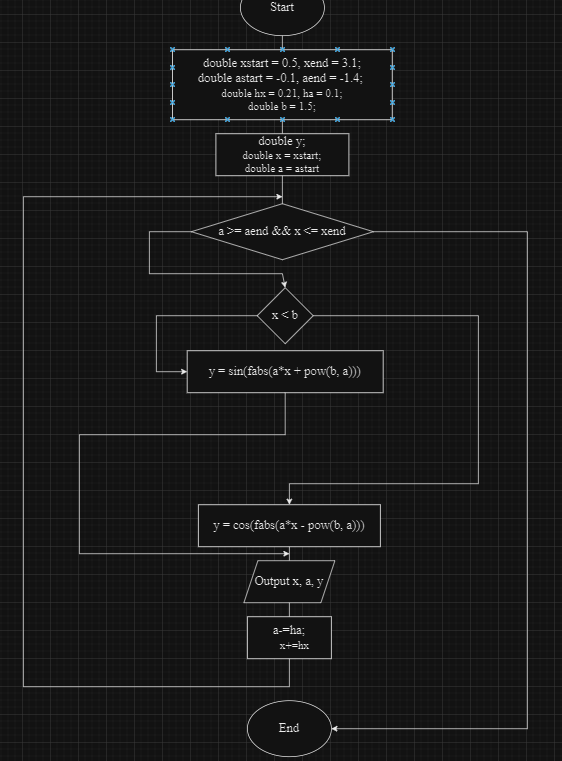 Start
double xstart = 0.5, xend = 3.1;
double astart = -0.1, aend = -1.4;
double hx = 0.21, ha = 0.1;
double b = 1.5;
double y;
double x = xstart;
double a = astart
a >= aend && x <= xend
x < b
y = sin(fabs(a*x + pow(b, a)))
y = cos(fabs(a*x - pow(b, a)))
Output x, a, y
a-=ha;
x+=hx
End